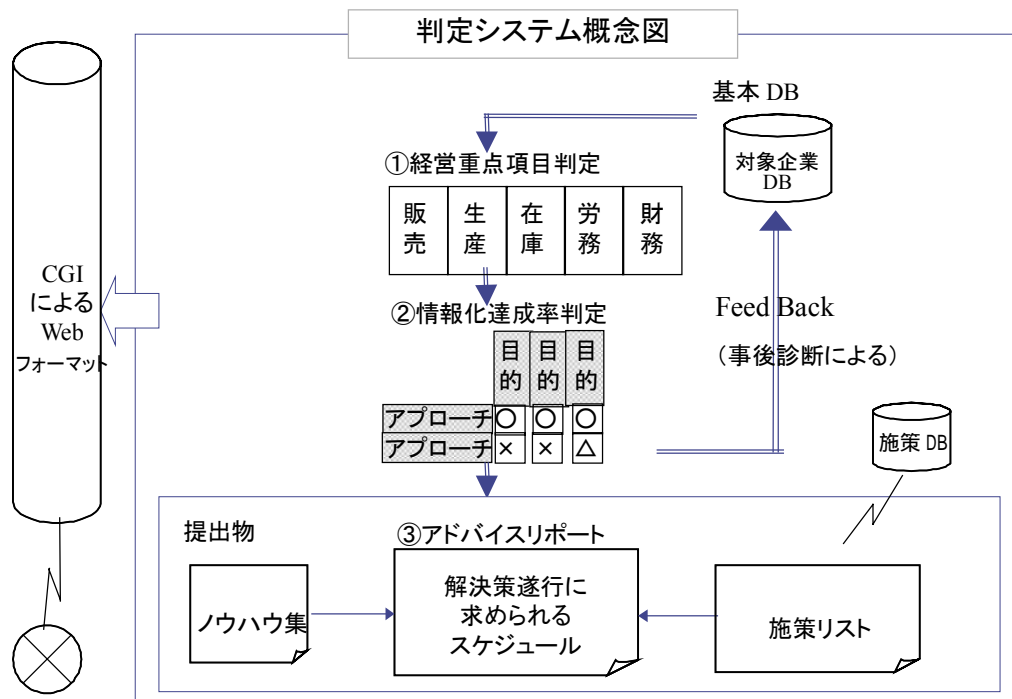 判定システム概念図
基本 DB
対象企業
DB
①経営重点項目判定
販売
生産
在庫
労務
財務
CGI
による
Web
フォーマット
②情報化達成率判定
目的
目的
目的
アプローチ ○ ○ ○
アプローチ × × △
Feed Back
（事後診断による）
施策 DB
提出物
③アドバイスリポート
ノウハウ集
解決策遂行に
求められる
スケジュール
施策リスト